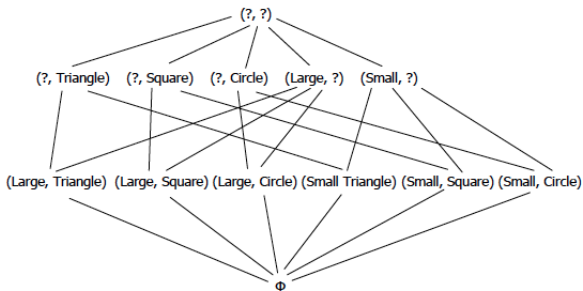 (?, ?)
(?, Triangle) (?, Square) (?, Circle) (Large, ?) (Small, ?)
(Large, Triangle) (Large, Square) (Large, Circle) (Small Triangle) (Small, Square) (Small, Circle)
Φ